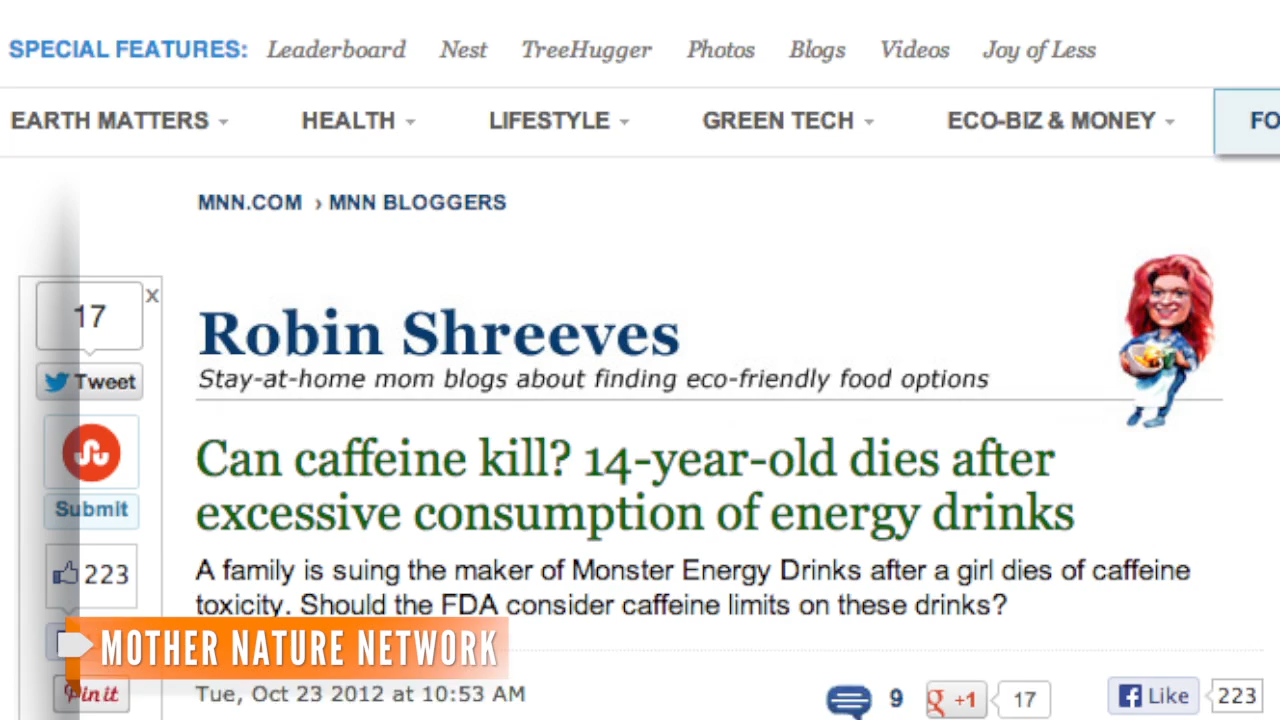 SPECIAL FEATURES: Leaderboard Nest TreeHugger Photos Blogs Videos Joy of Less
EARTH MATTERS HEALTH LIFESTYLE GREEN TECH ECO-BIZ & MONEY FO
MNN.COM › MNN BLOGGERS
17
x
Tweet
Submit
223
Pin it
Robin Shreeves
Stay-at-home mom blogs about finding eco-friendly food options
Can caffeine kill? 14-year-old dies after
excessive consumption of energy drinks
A family is suing the maker of Monster Energy Drinks after a girl dies of caffeine
toxicity. Should the FDA consider caffeine limits on these drinks?
MOTHER NATURE NETWORK
Tue, Oct 23 2012 at 10:53 AM
9 g +1 17 f Like 223